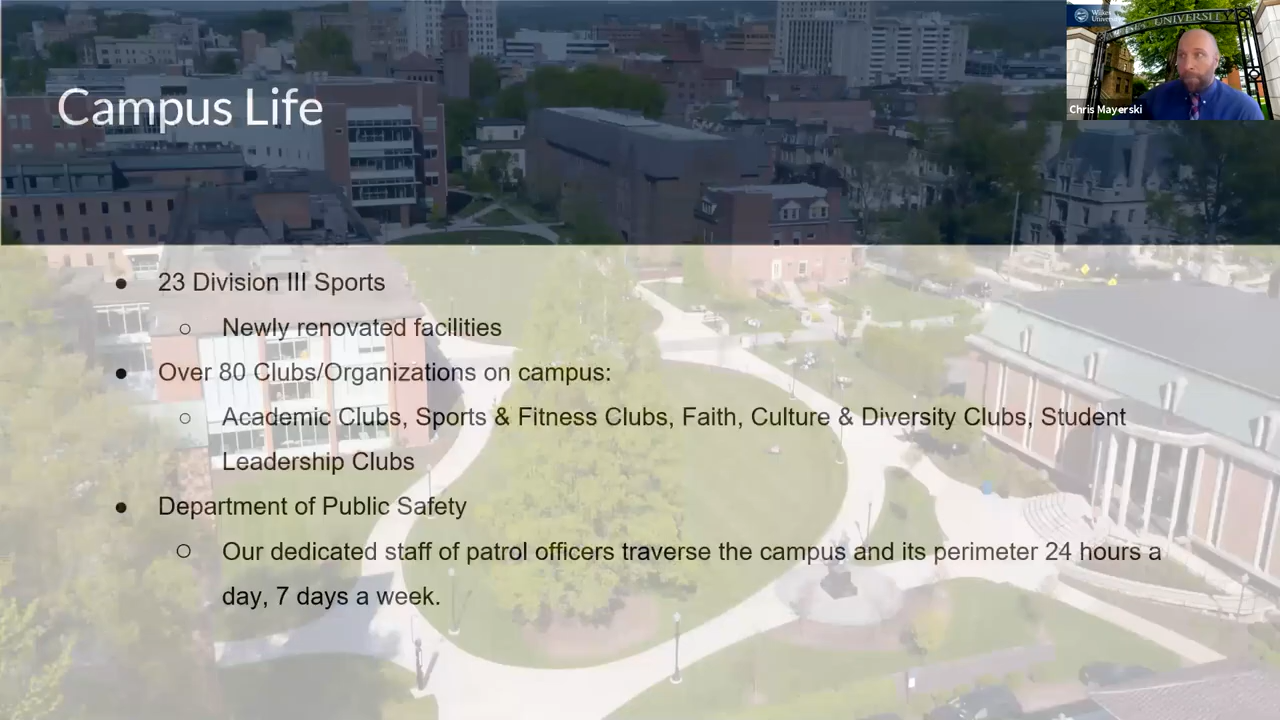 Campus Life
Wilkes
University
Chris Mayerski
● 23 Division III Sports
○ Newly renovated facilities
● Over 80 Clubs/Organizations on campus:
○ Academic Clubs, Sports & Fitness Clubs, Faith, Culture & Diversity Clubs, Student
Leadership Clubs
● Department of Public Safety
○ Our dedicated staff of patrol officers traverse the campus and its perimeter 24 hours a
day, 7 days a week.